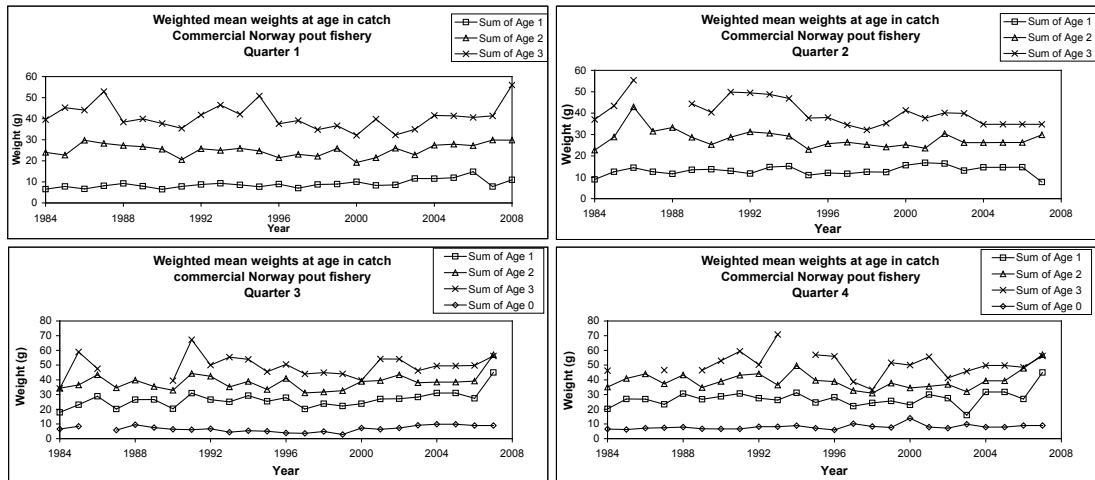 Weighted mean weights at age in catch
Commercial Norway pout fishery
Quarter 1
Sum of Age 1
Sum of Age 2
Sum of Age 3
Weight (g)
60
50
40
30
20
10
0
1984 1988 1992 1996 2000 2004 2008
Year
Weighted mean weights at age in catch
Commercial Norway pout fishery
Quarter 2
Sum of Age 1
Sum of Age 2
Sum of Age 3
Weight (g)
60
50
40
30
20
10
0
1984 1988 1992 1996 2000 2004 2008
Year
Weighted mean weights at age in catch
commercial Norway pout fishery
Quarter 3
Sum of Age 1
Sum of Age 2
Sum of Age 3
Sum of Age 0
Weight (g)
80
70
60
50
40
30
20
10
0
1984 1988 1992 1996 2000 2004 2008
Year
Weighted mean weights at age in catch
Commercial Norway pout fishery
Quarter 4
Sum of Age 1
Sum of Age 2
Sum of Age 3
Sum of Age 0
Weight (g)
80
70
60
50
40
30
20
10
0
1984 1988 1992 1996 2000 2004 2008
Year